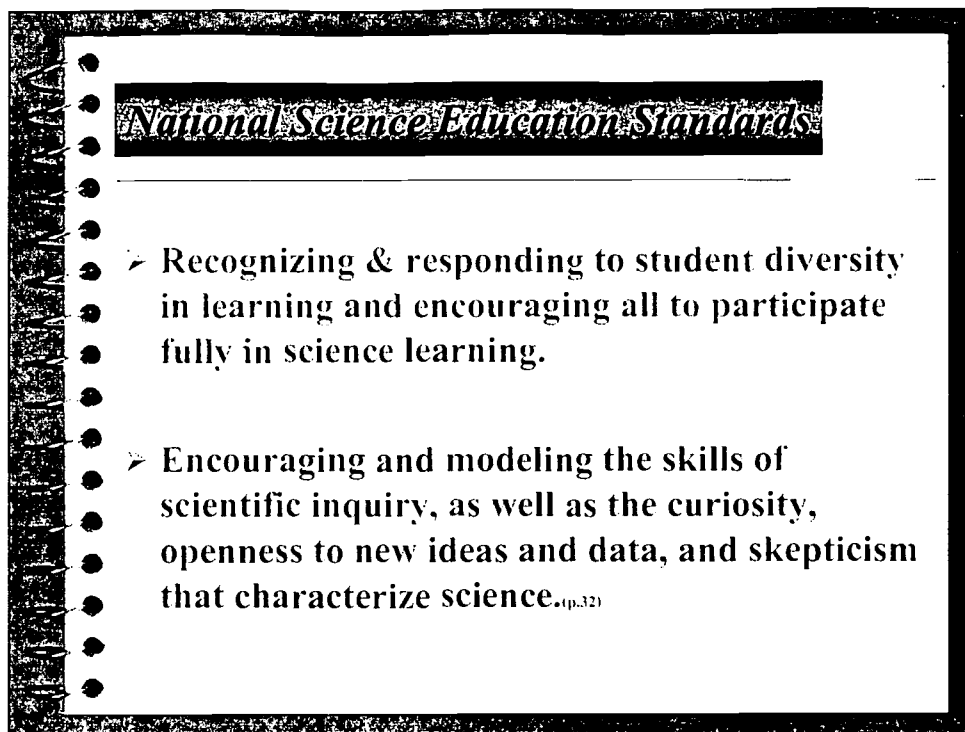 National Science Education Standards
➢ Recognizing & responding to student diversity
in learning and encouraging all to participate
fully in science learning.
➢ Encouraging and modeling the skills of
scientific inquiry, as well as the curiosity,
openness to new ideas and data, and skepticism
that characterize science.(p.32)